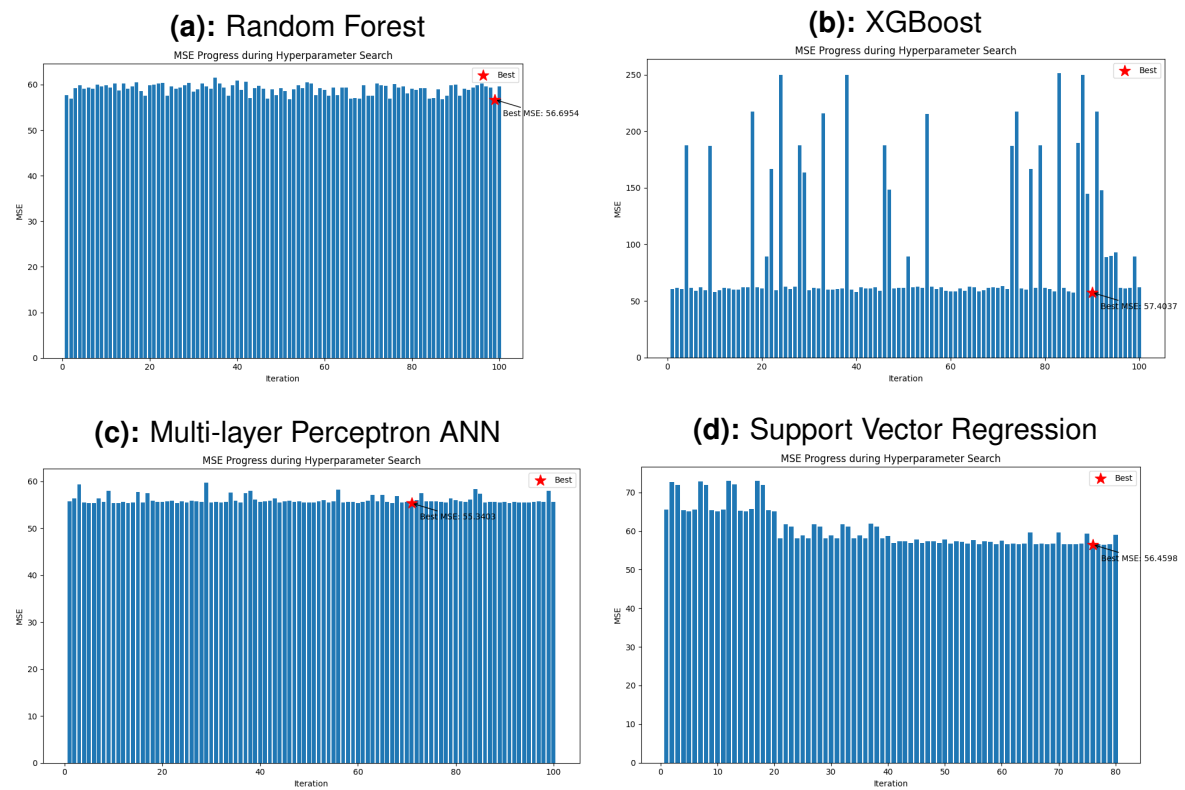 (a): Random Forest
MSE Progress during Hyperparameter Search
Best
Best MSE: 56.6954
60
50
40
30
20
10
0
MSE
0 20 40 60 80 100
Iteration
(b): XGBoost
MSE Progress during Hyperparameter Search
Best
Best MSE: 57.4037
250
200
150
100
50
0
MSE
0 20 40 60 80 100
Iteration
(c): Multi-layer Perceptron ANN
MSE Progress during Hyperparameter Search
Best
Best MSE: 55.3403
60
50
40
30
20
10
0
MSE
0 20 40 60 80 100
Iteration
(d): Support Vector Regression
MSE Progress during Hyperparameter Search
Best
Best MSE: 56.4598
70
60
50
40
30
20
10
0
MSE
0 10 20 30 40 50 60 70 80
Iteration